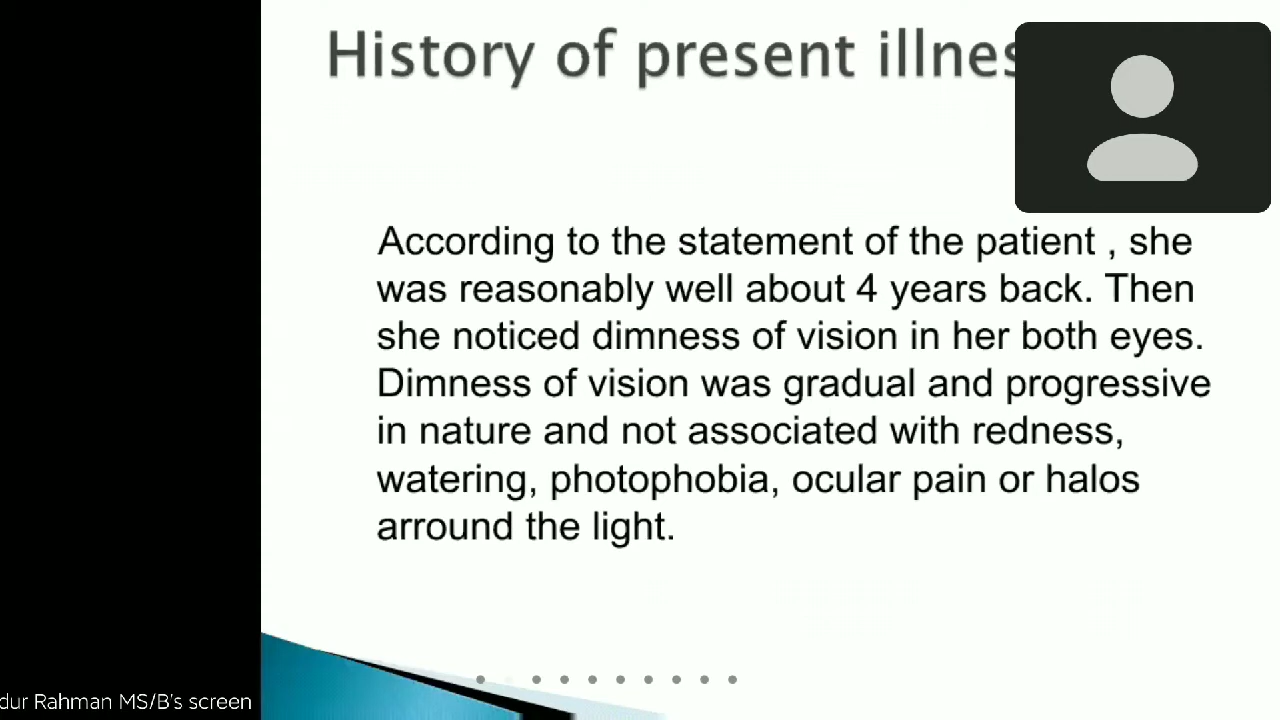 History of present illnes
According to the statement of the patient , she
was reasonably well about 4 years back. Then
she noticed dimness of vision in her both eyes.
Dimness of vision was gradual and progressive
in nature and not associated with redness,
watering, photophobia, ocular pain or halos
arround the light.
dur Rahman MS/B's screen